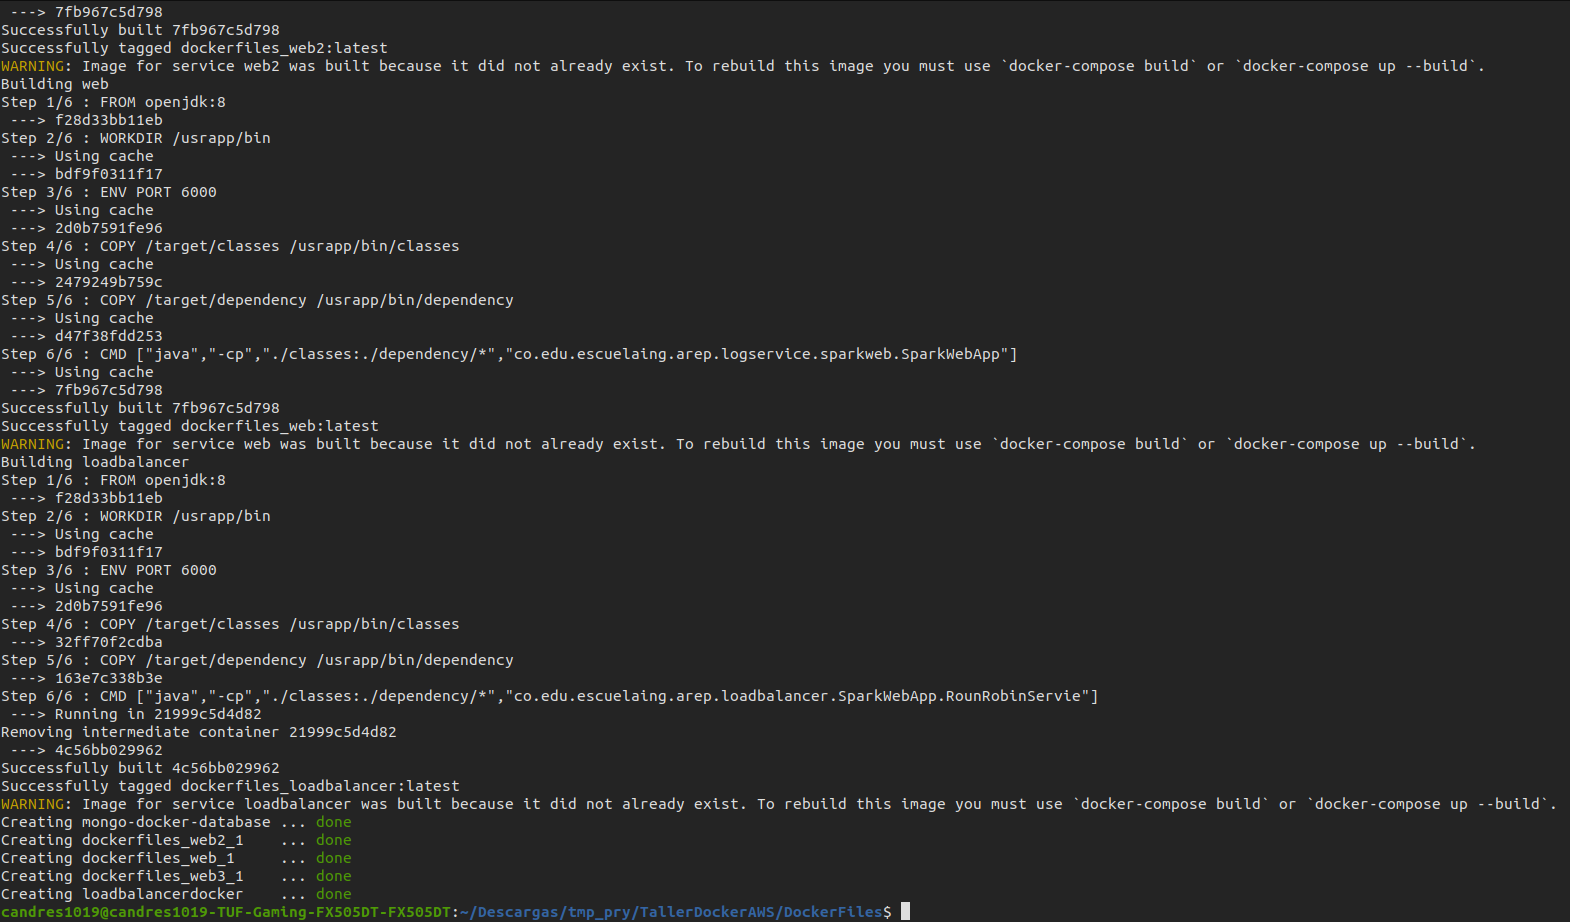 ---> 7fb967c5d798
Successfully built 7fb967c5d798
Successfully tagged dockerfiles_web2:latest
WARNING: Image for service web2 was built because it did not already exist. To rebuild this image you must use `docker-compose build` or `docker-compose up --build`.
Building web
Step 1/6 : FROM openjdk:8
 ---> f28d33bb11eb
Step 2/6 : WORKDIR /usrapp/bin
 ---> Using cache
 ---> bdf9f0311f17
Step 3/6 : ENV PORT 6000
 ---> Using cache
 ---> 2d0b7591fe96
Step 4/6 : COPY /target/classes /usrapp/bin/classes
 ---> Using cache
 ---> 2479249b759c
Step 5/6 : COPY /target/dependency /usrapp/bin/dependency
 ---> Using cache
 ---> d47f38fdd253
Step 6/6 : CMD ["java","-cp","./classes:./dependency/*","co.edu.escuelaing.arep.logservice.sparkweb.SparkWebApp"]
 ---> Using cache
 ---> 7fb967c5d798
Successfully built 7fb967c5d798
Successfully tagged dockerfiles_web:latest
WARNING: Image for service web was built because it did not already exist. To rebuild this image you must use `docker-compose build` or `docker-compose up --build`.
Building loadbalancer
Step 1/6 : FROM openjdk:8
 ---> f28d33bb11eb
Step 2/6 : WORKDIR /usrapp/bin
 ---> Using cache
 ---> bdf9f0311f17
Step 3/6 : ENV PORT 6000
 ---> Using cache
 ---> 2d0b7591fe96
Step 4/6 : COPY /target/classes /usrapp/bin/classes
 ---> 32ff70f2cdba
Step 5/6 : COPY /target/dependency /usrapp/bin/dependency
 ---> 163e7c338b3e
Step 6/6 : CMD ["java","-cp","./classes:./dependency/*","co.edu.escuelaing.arep.loadbalancer.SparkWebApp.RounRobinServie"]
 ---> Running in 21999c5d4d82
Removing intermediate container 21999c5d4d82
 ---> 4c56bb029962
Successfully built 4c56bb029962
Successfully tagged dockerfiles_loadbalancer:latest
WARNING: Image for service loadbalancer was built because it did not already exist. To rebuild this image you must use `docker-compose build` or `docker-compose up --build`.
Creating mongo-docker-database ... done
Creating dockerfiles_web2_1    ... done
Creating dockerfiles_web_1     ... done
Creating dockerfiles_web3_1    ... done
Creating loadbalancerdocker    ... done
candres1019@candres1019-TUF-Gaming-FX505DT-FX505DT:~/Descargas/tmp_pry/TallerDockerAWS/DockerFiles$